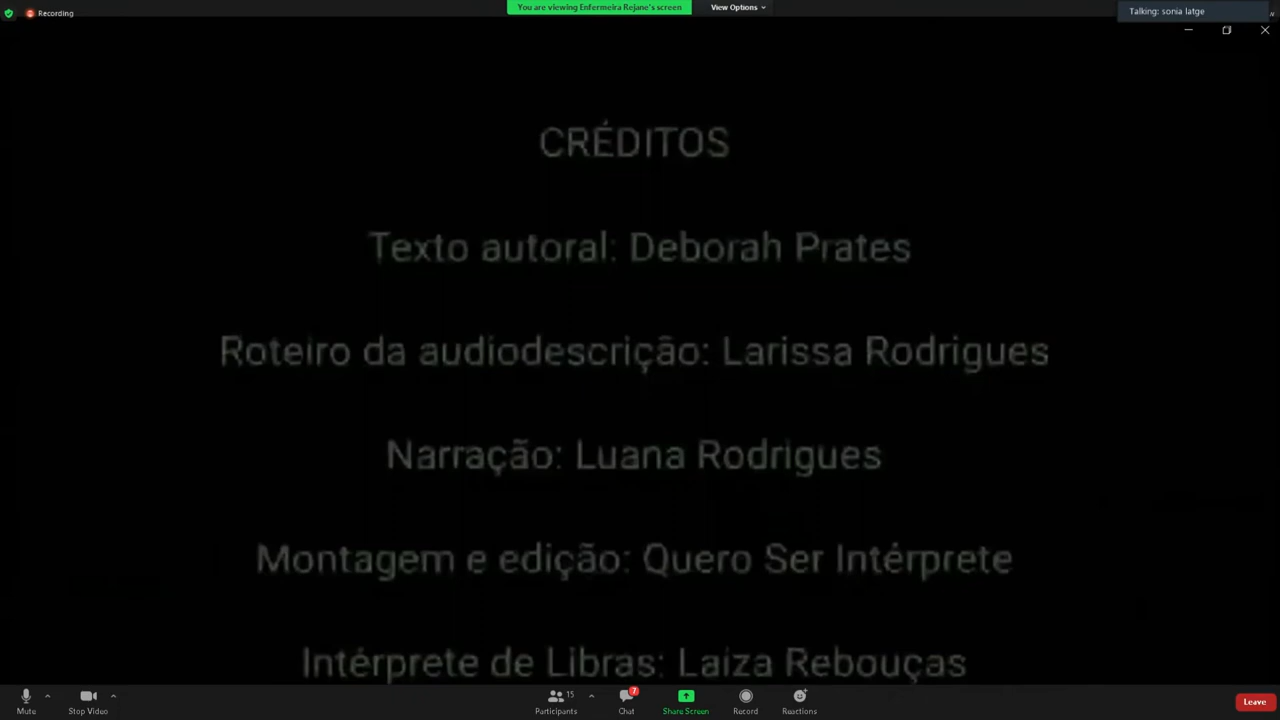 Recording
You are viewing Enfermeira Rejane's screen
View Options
Talking: sonia latge
CRÉDITOS
Texto autoral: Deborah Prates
Roteiro da audiodescrição: Larissa Rodrigues
Narração: Luana Rodrigues
Montagem e edição: Quero Ser Intérprete
Intérprete de Libras: Laiza Rebouças
Mute
Stop Video
Participants
15
Chat
7
Share Screen
Record
Reactions
Leave